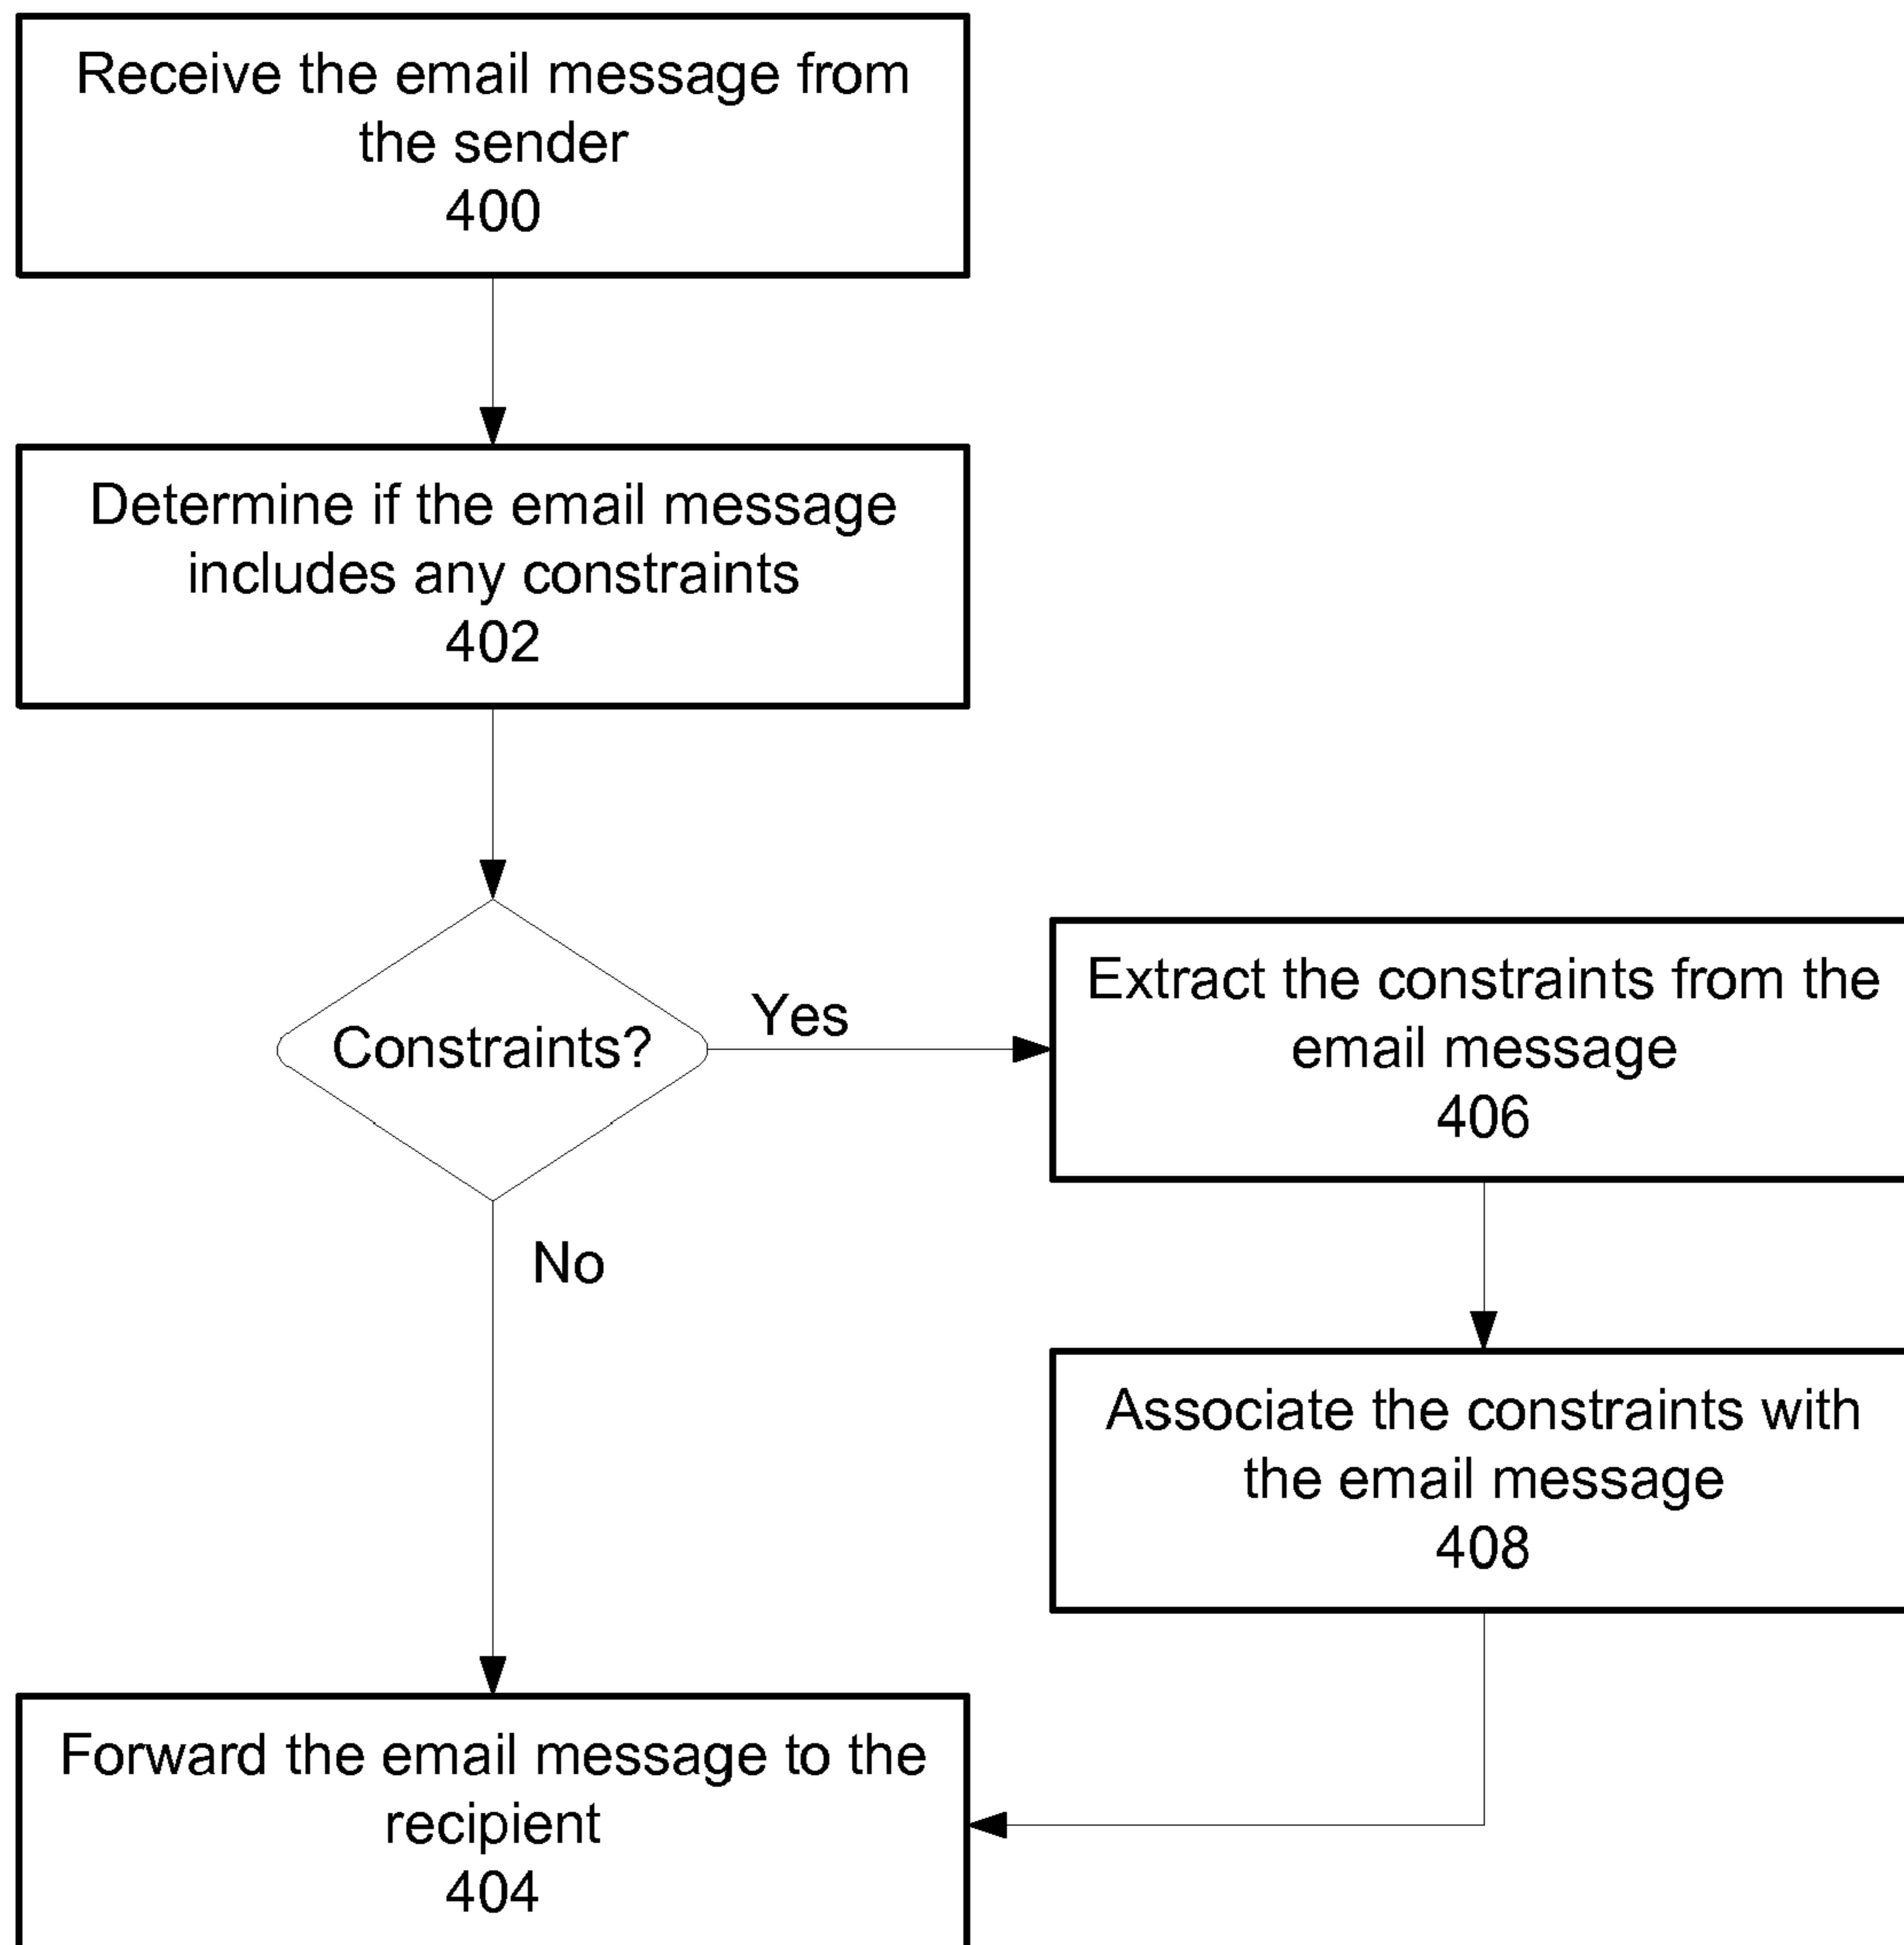 Receive the email message from
the sender
400
Determine if the email message
includes any constraints
402
Constraints?
Yes
No
Extract the constraints from the
email message
406
Associate the constraints with
the email message
408
Forward the email message to the
recipient
404